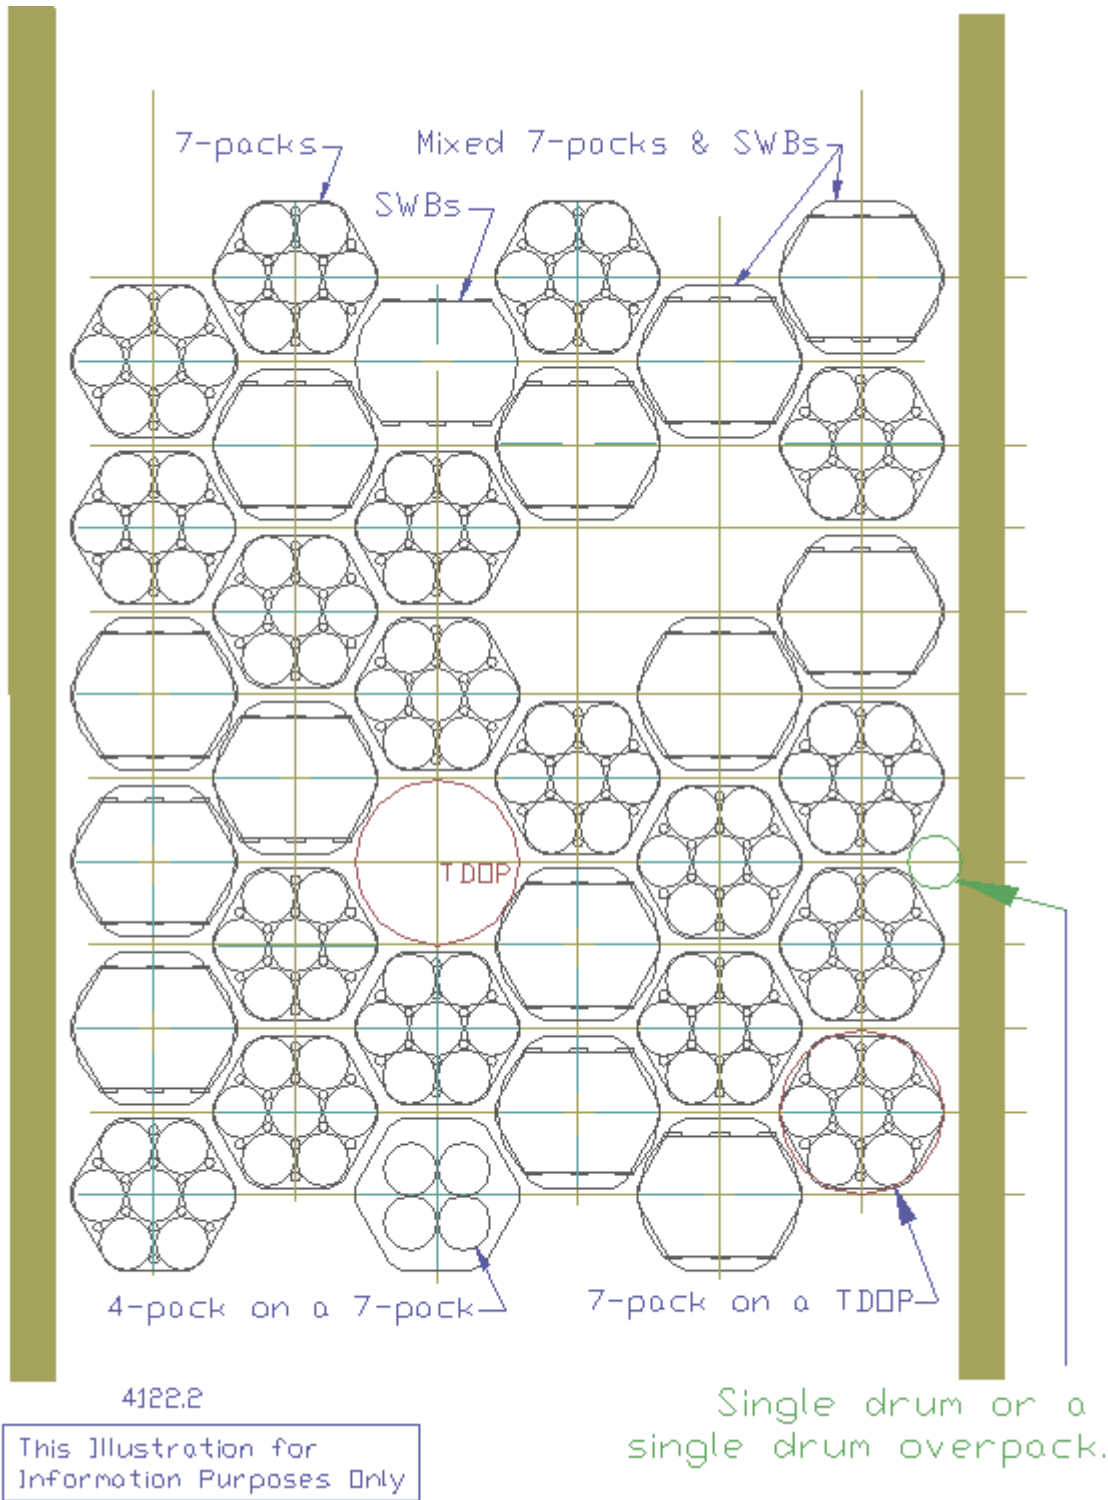 7-packs
Mixed 7-packs & SWBs
SWBs
TDOP
4-pack on a 7-pack
7-pack on a TDOP
4122.2
Single drum or a
single drum overpack.
This Illustration for
Information Purposes Only